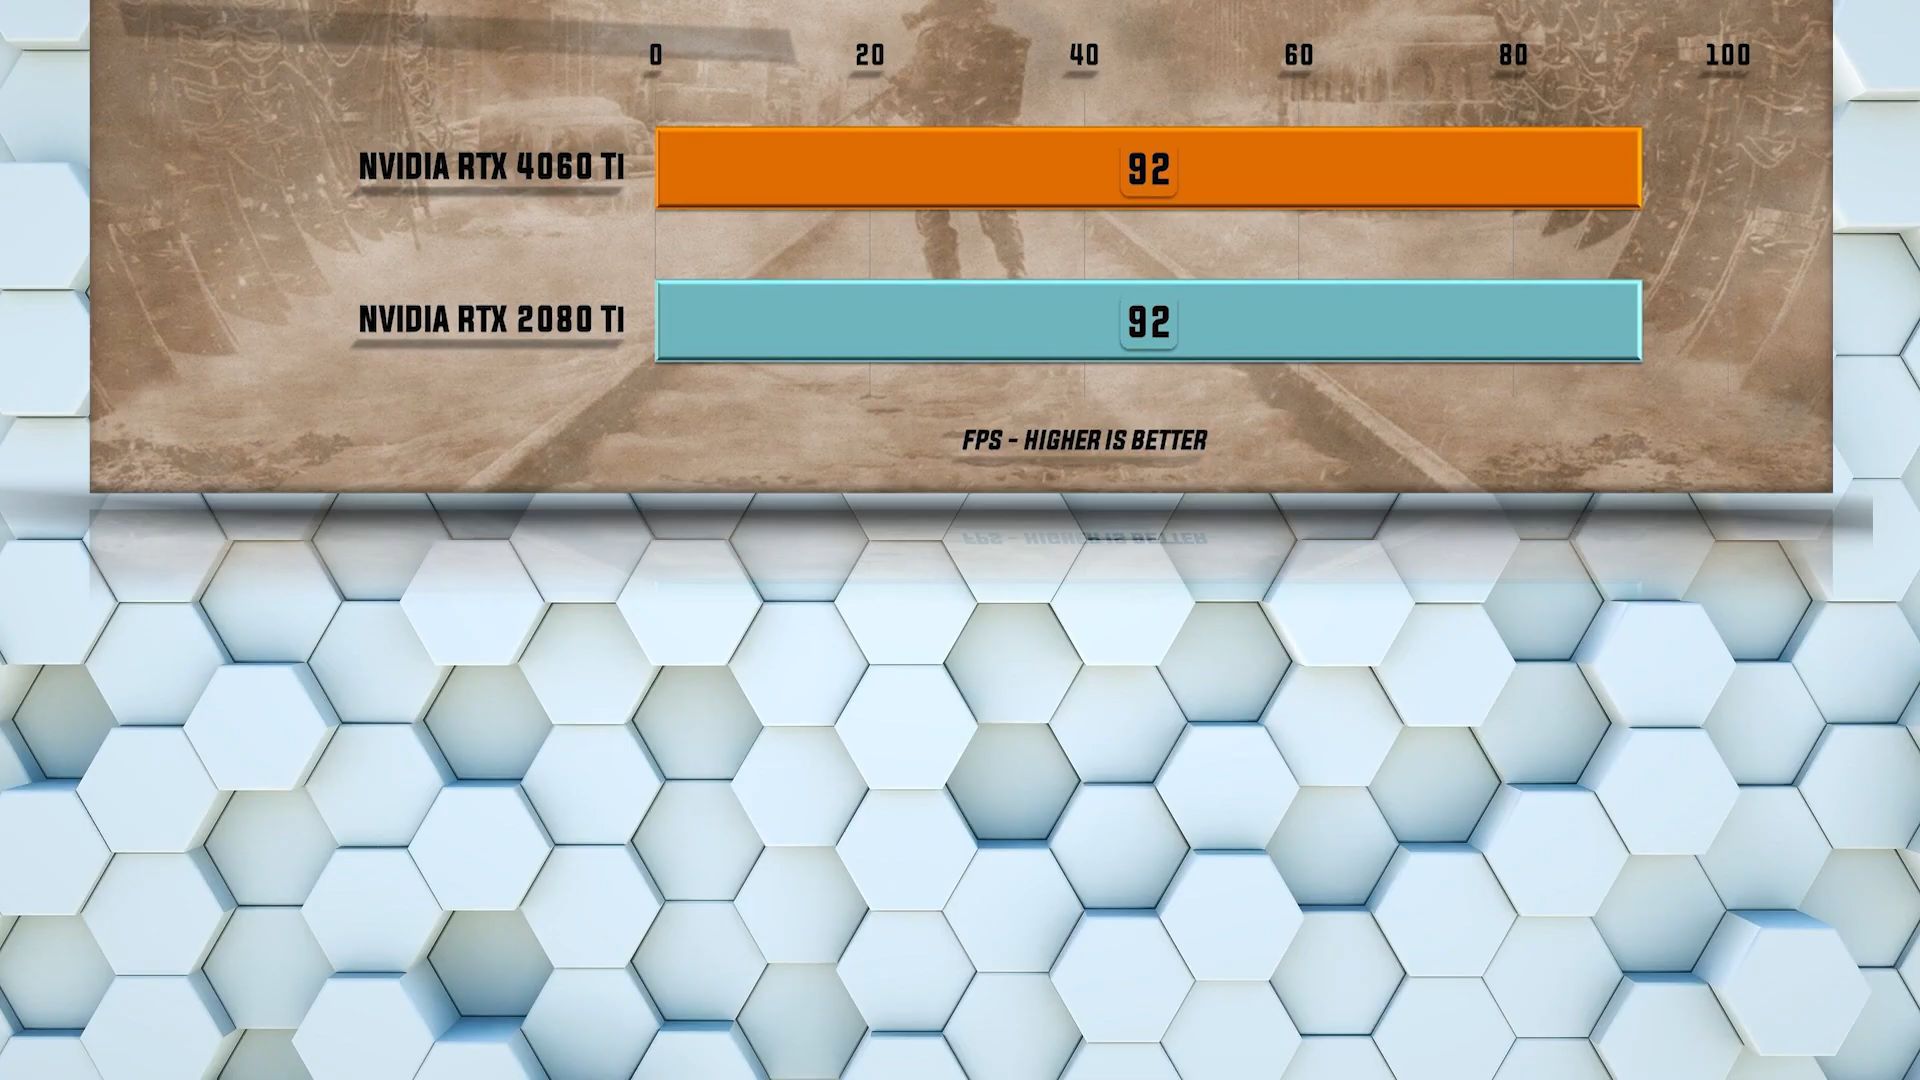 0 20 40 60 80 100
NVIDIA RTX 4060 TI 92
NVIDIA RTX 2080 TI 92
FPS - HIGHER IS BETTER